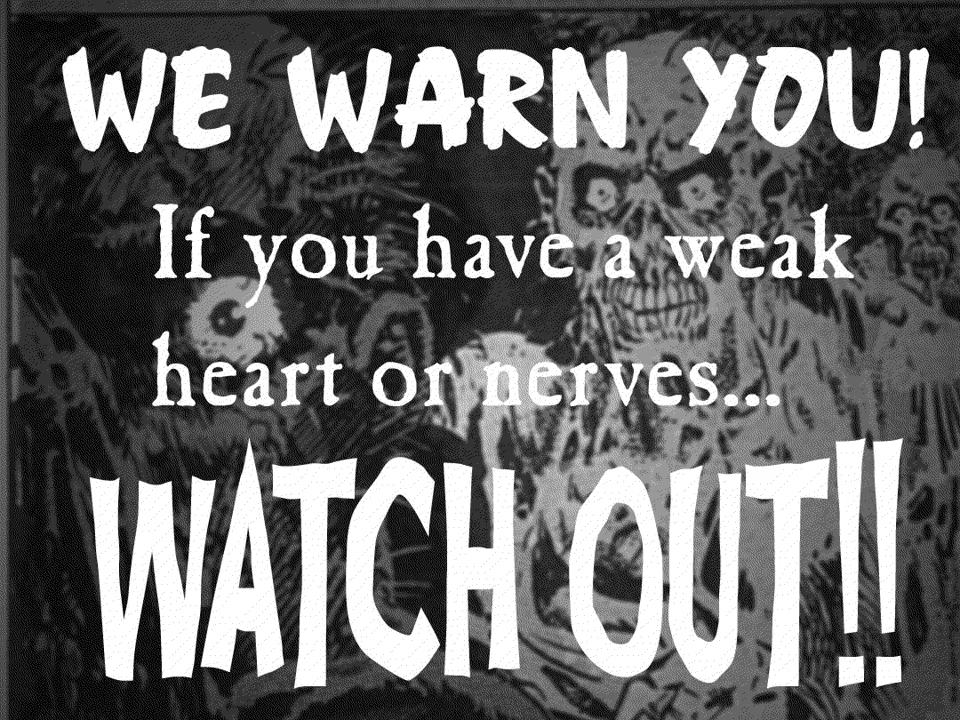 WE WARN YOU!
If you have a weak
heart or nerves...
WATCH OUT!!